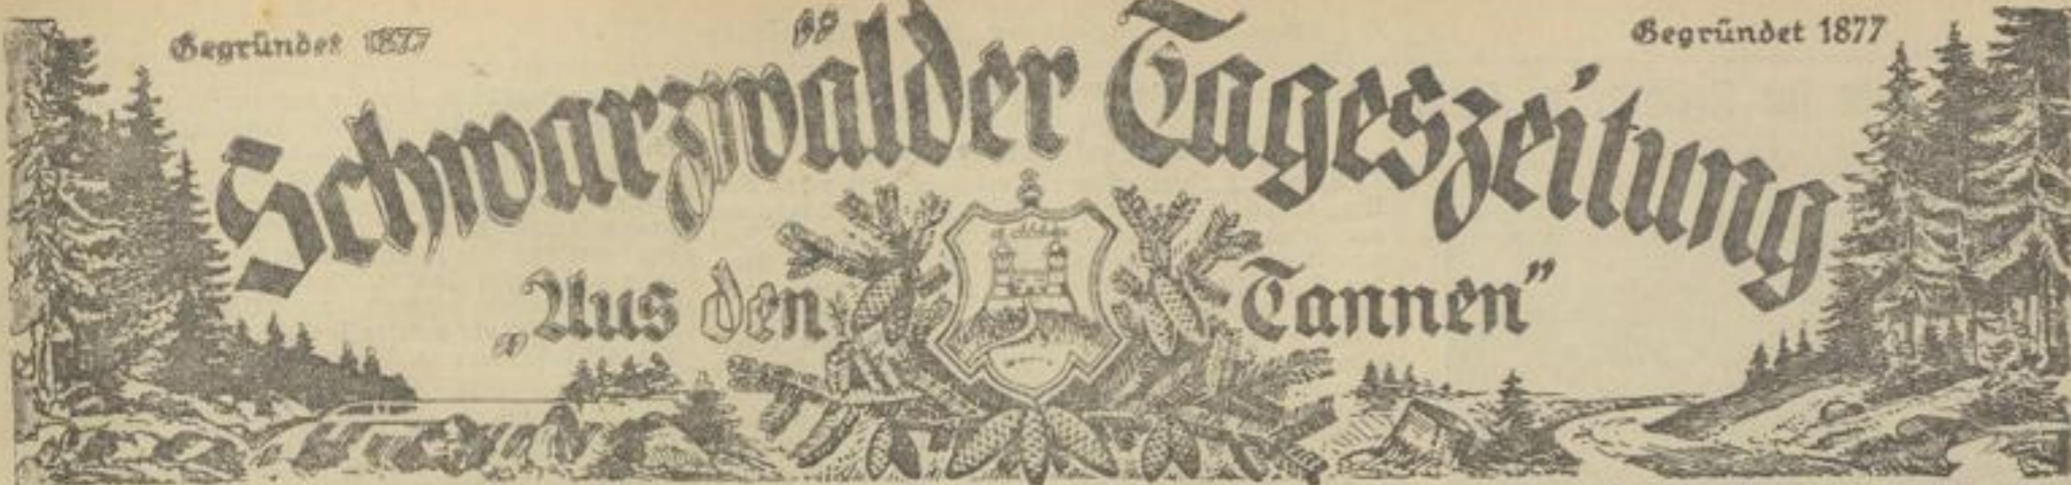 Gegründet 1877 Gegründet 1877
Schwarzwälder Tageszeitung
„Aus den Tannen"